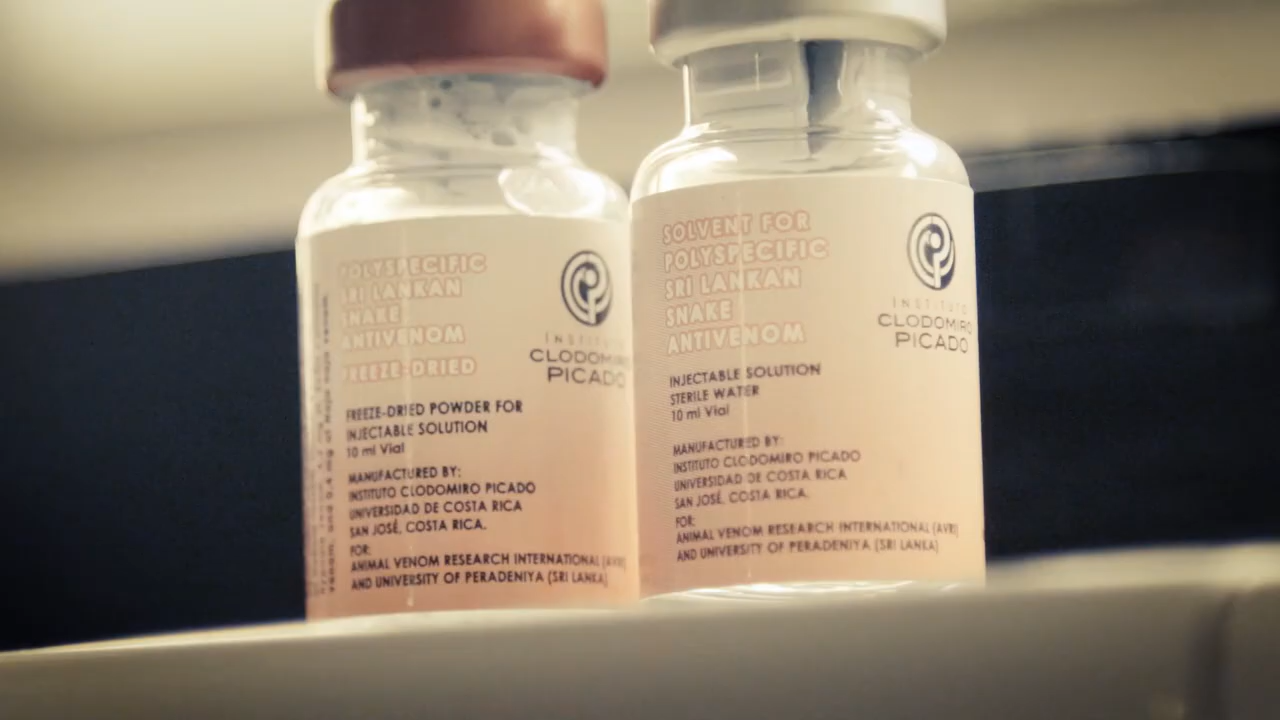 POLYSPECIFIC
SRI LANKAN
SNAKE
ANTIVENOM
FREEZE-DRIED
INSTITUTO
CLODOMIRO
PICADO
FREEZE-DRIED POWDER FOR
INJECTABLE SOLUTION
10 ml Vial
MANUFACTURED BY:
INSTITUTO CLODOMIRO PICADO
UNIVERSIDAD DE COSTA RICA
SAN JOSÉ, COSTA RICA.
FOR:
ANIMAL VENOM RESEARCH INTERNATIONAL (AVRI)
AND UNIVERSITY OF PERADENIYA (SRI LANKA)
SOLVENT FOR
POLYSPECIFIC
SRI LANKAN
SNAKE
ANTIVENOM
INSTITUTO
CLODOMIRO
PICADO
INJECTABLE SOLUTION
STERILE WATER
10 ml Vial
MANUFACTURED BY:
INSTITUTO CLODOMIRO PICADO
UNIVERSIDAD DE COSTA RICA
SAN JOSÉ, COSTA RICA.
FOR:
ANIMAL VENOM RESEARCH INTERNATIONAL (AVRI)
AND UNIVERSITY OF PERADENIYA (SRI LANKA)